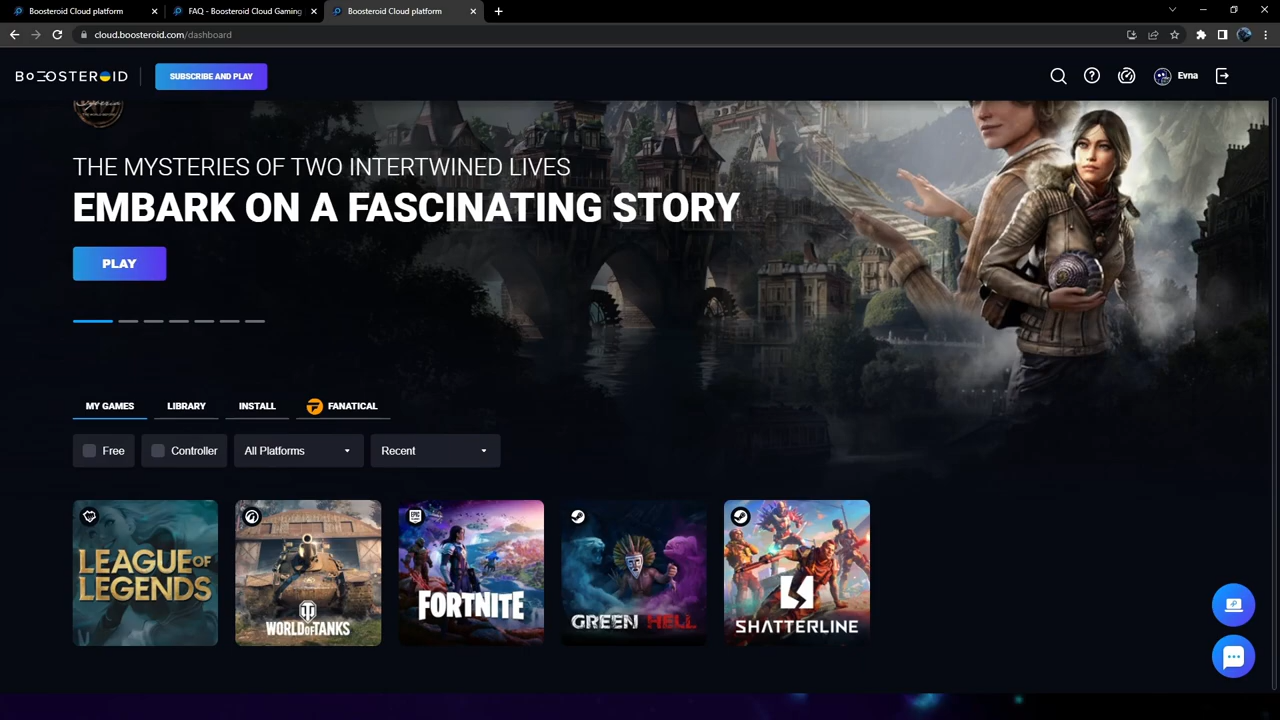 Boosteroid Cloud platform
FAQ - Boosteroid Cloud Gaming
Boosteroid Cloud platform
cloud.boosteroid.com/dashboard
BOOSTEROID
SUBSCRIBE AND PLAY
Evna
THE MYSTERIES OF TWO INTERTWINED LIVES
EMBARK ON A FASCINATING STORY
PLAY
MY GAMES
LIBRARY
INSTALL
FANATICAL
Free
Controller
All Platforms
Recent
LEAGUE OF
LEGENDS
WORLD OF TANKS
FORTNITE
GREEN HELL
SHATTERLINE